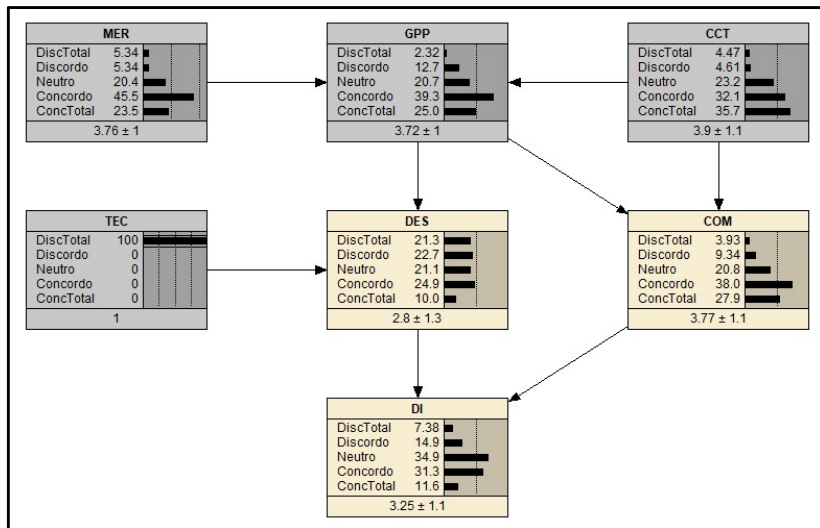 MER
DiscTotal 5.34
Discordo 5.34
Neutro 20.4
Concordo 45.5
ConcTotal 23.5
3.76 ± 1
GPP
DiscTotal 2.32
Discordo 12.7
Neutro 20.7
Concordo 39.3
ConcTotal 25.0
3.72 ± 1
CCT
DiscTotal 4.47
Discordo 4.61
Neutro 23.2
Concordo 32.1
ConcTotal 35.7
3.9 ± 1.1
TEC
DiscTotal 100
Discordo 0
Neutro 0
Concordo 0
ConcTotal 0
1
DES
DiscTotal 21.3
Discordo 22.7
Neutro 21.1
Concordo 24.9
ConcTotal 10.0
2.8 ± 1.3
COM
DiscTotal 3.93
Discordo 9.34
Neutro 20.8
Concordo 38.0
ConcTotal 27.9
3.77 ± 1.1
DI
DiscTotal 7.38
Discordo 14.9
Neutro 34.9
Concordo 31.3
ConcTotal 11.6
3.25 ± 1.1